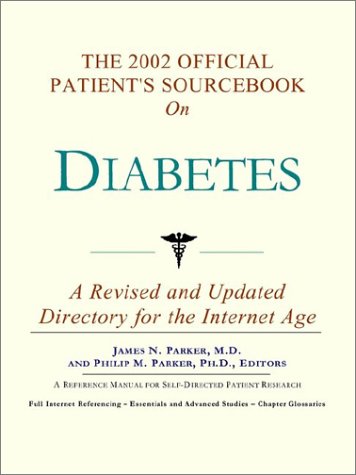 THE 2002 OFFICIAL
PATIENT'S SOURCEBOOK
On
DIABETES
A Revised and Updated
Directory for the Internet Age
JAMES N. PARKER, M.D.
AND PHILIP M. PARKER, PH.D., EDITORS
A REFERENCE MANUAL FOR SELF-DIRECTED PATIENT RESEARCH
Full Internet Referencing – Essentials and Advanced Studies – Chapter Glossaries